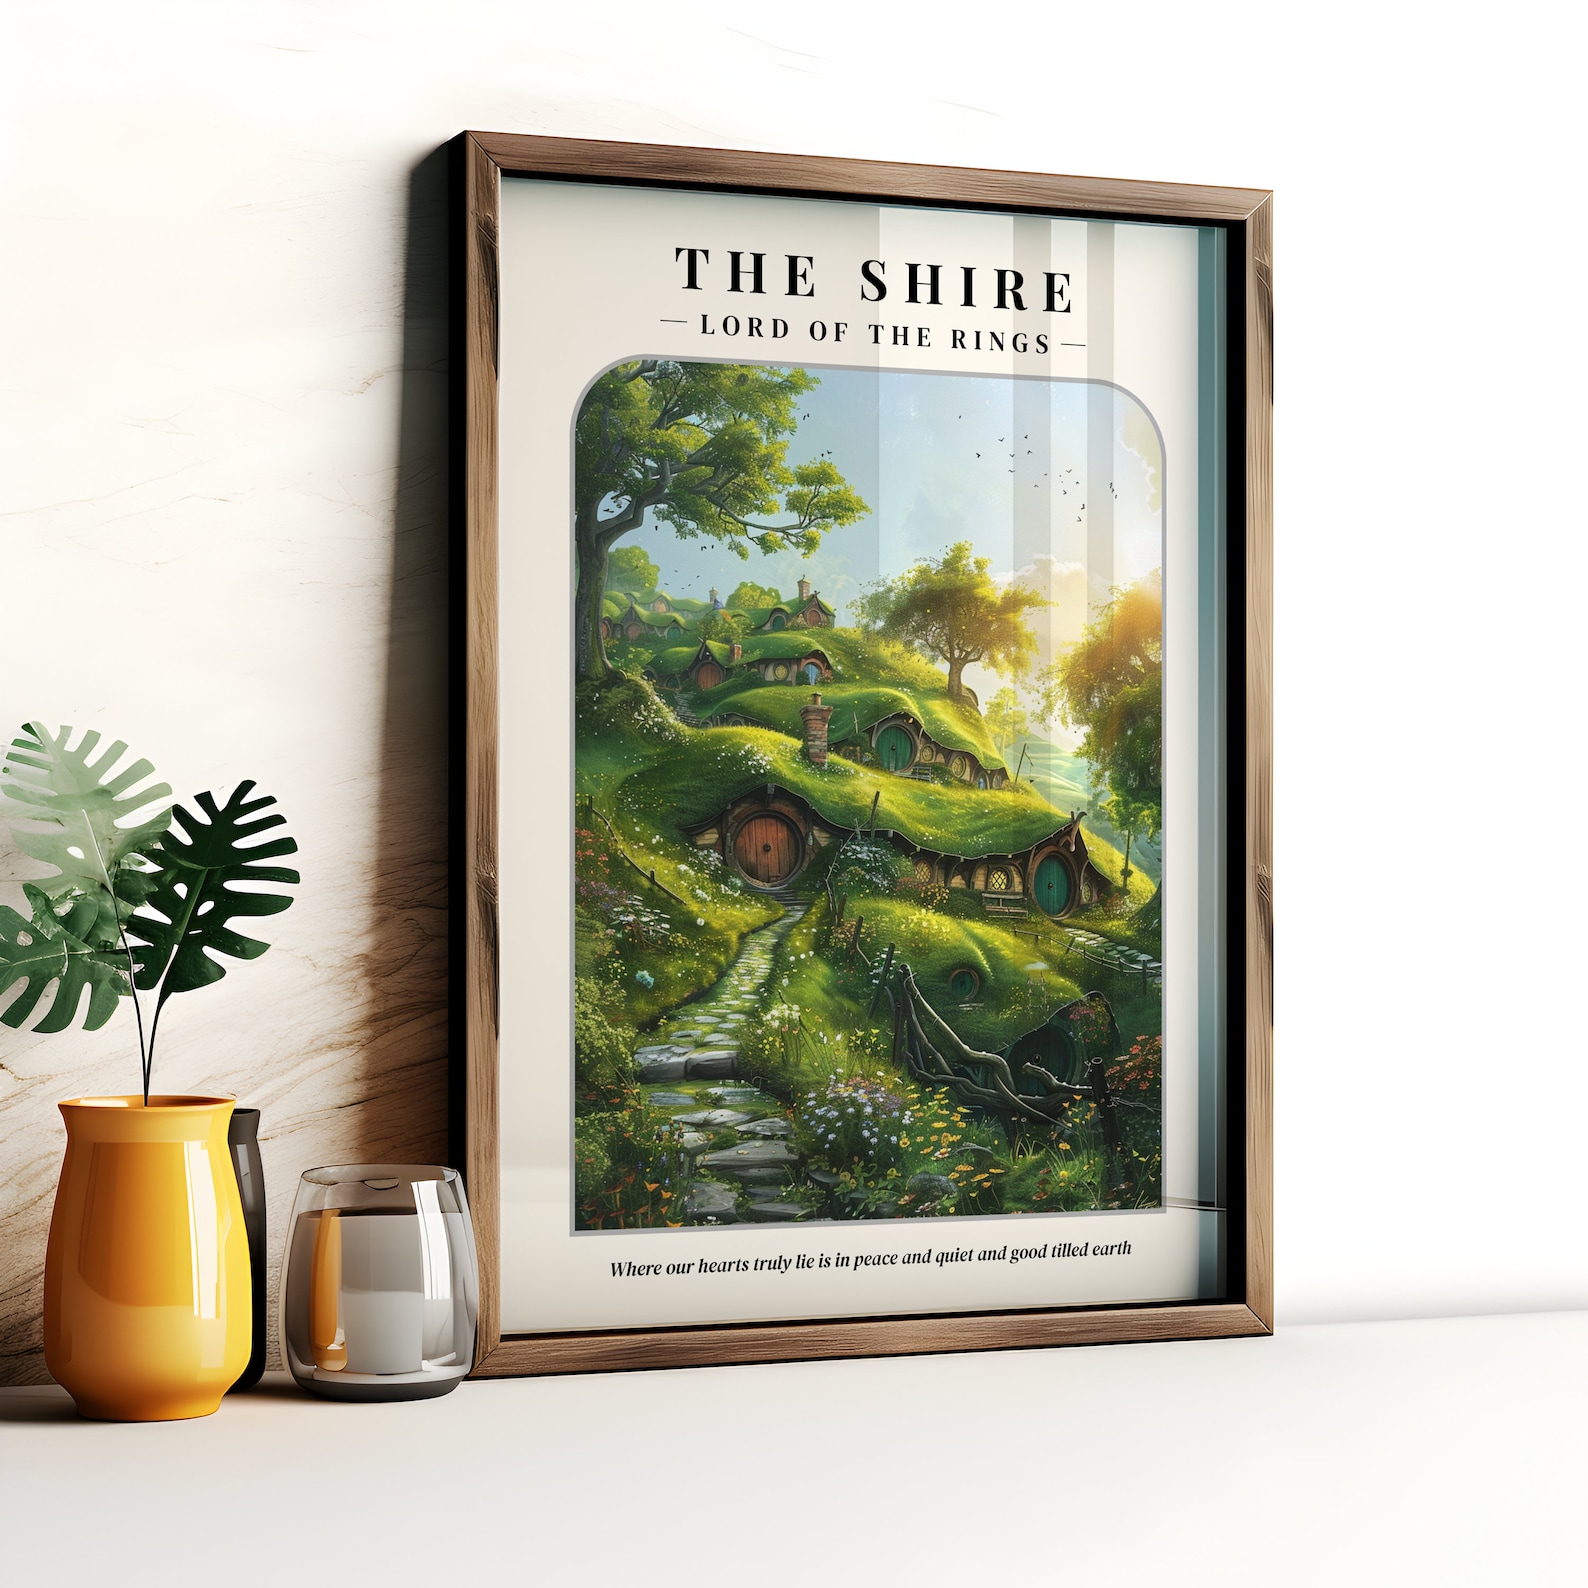 THE SHIRE
— LORD OF THE RINGS —
Where our hearts truly lie is in peace and quiet and good tilled earth